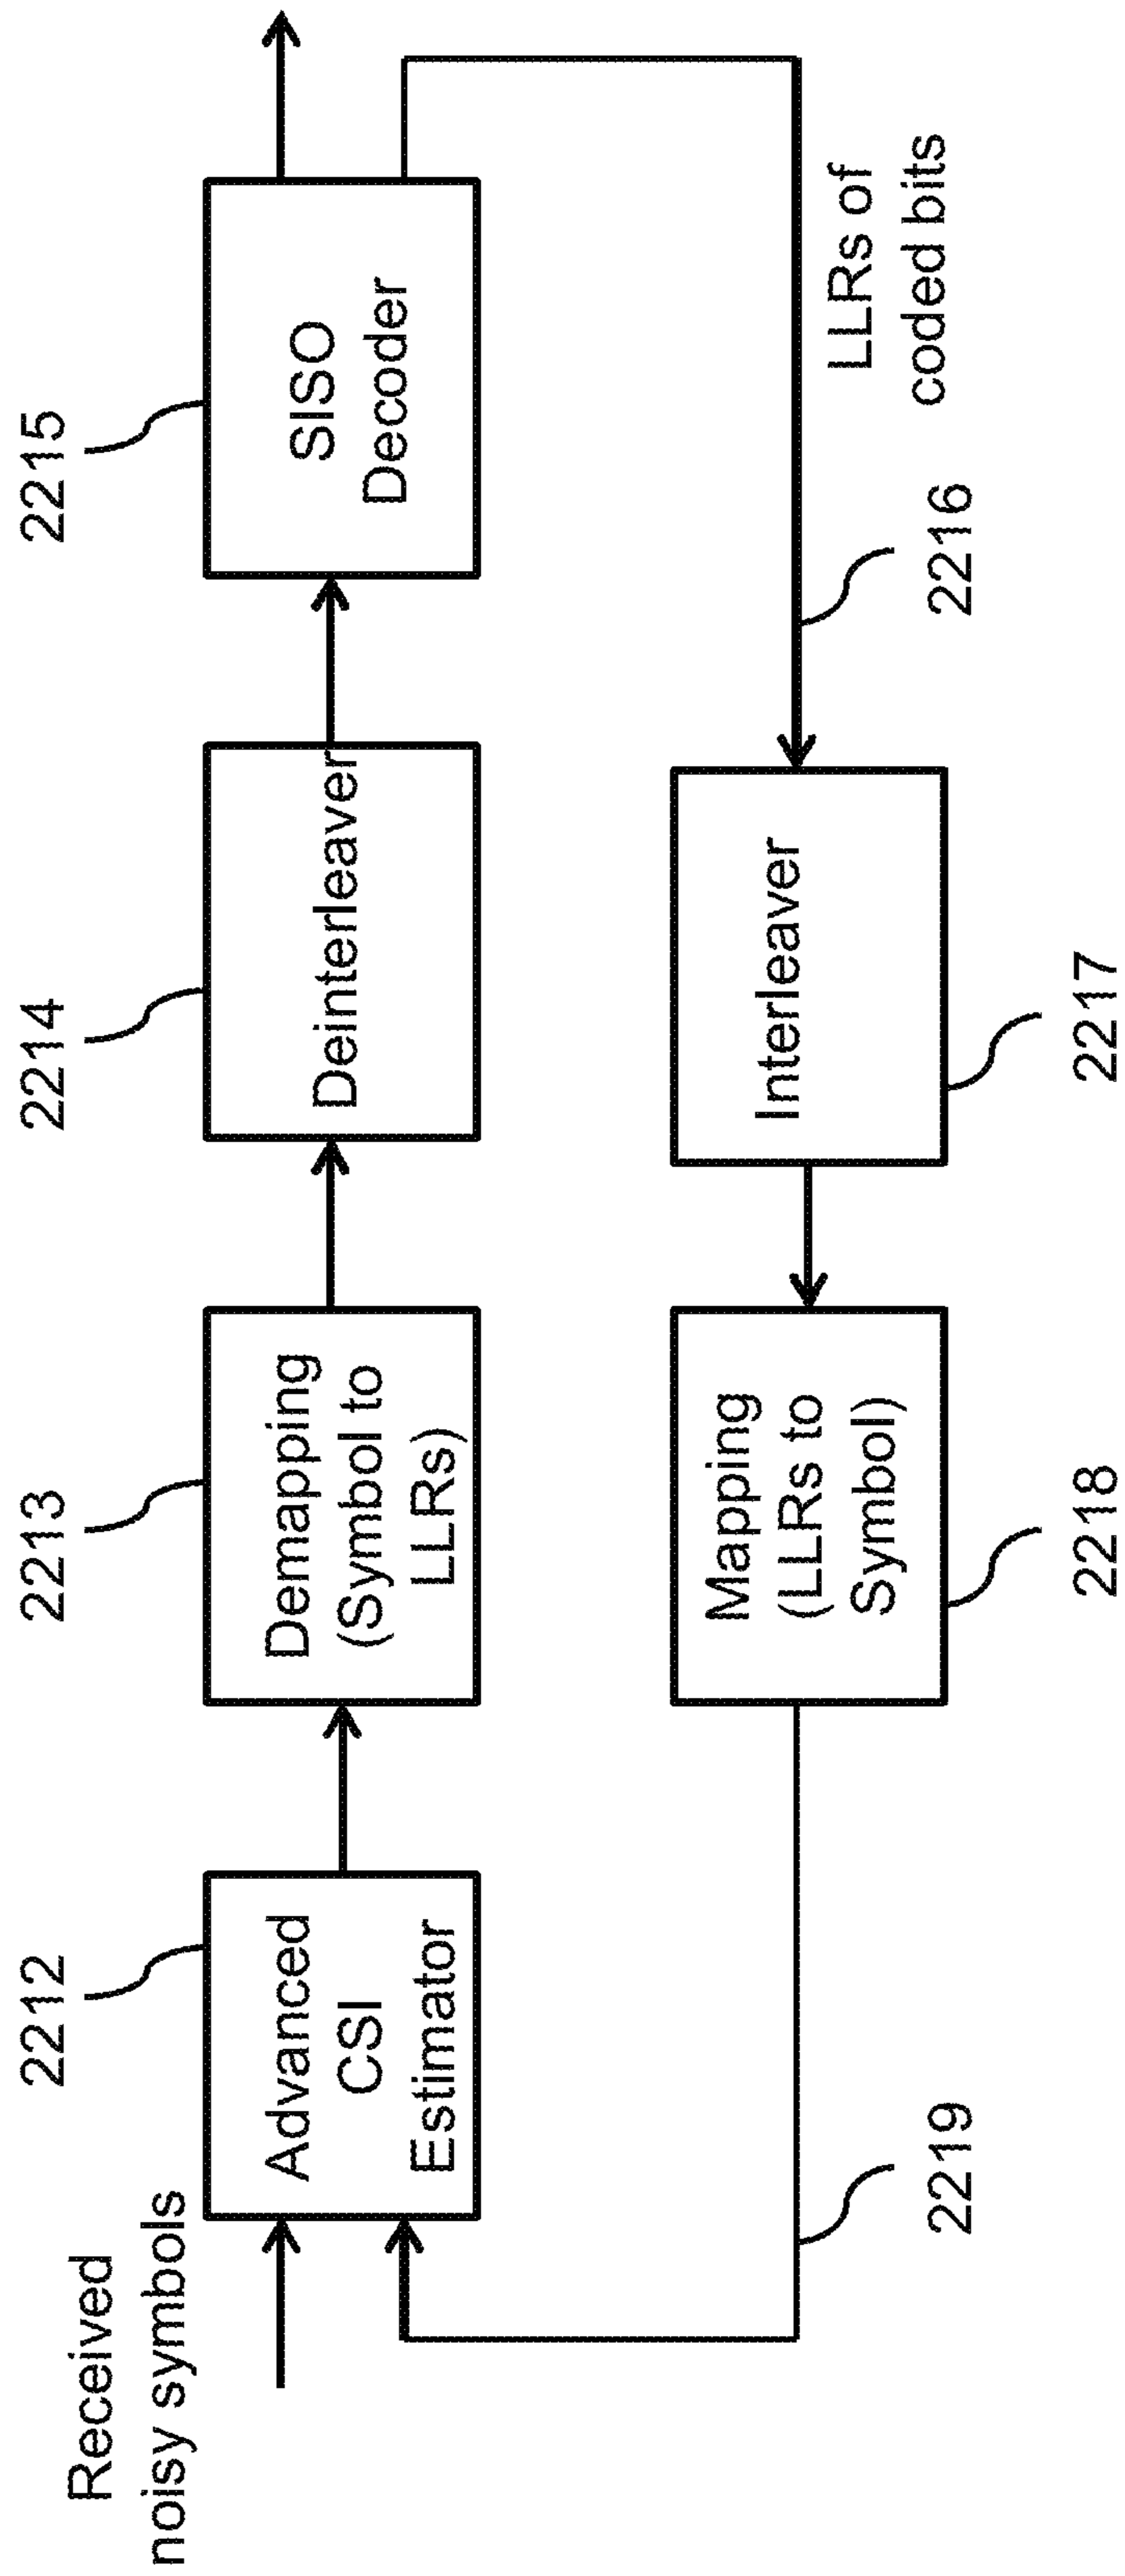 Received
noisy symbols
2212
Advanced
CSI
Estimator
2213
Demapping
(Symbol to
LLRs)
2214
Deinterleaver
2215
SISO
Decoder
LLRs of
coded bits
2216
Interleaver
2217
Mapping
(LLRs to
Symbol)
2218
2219